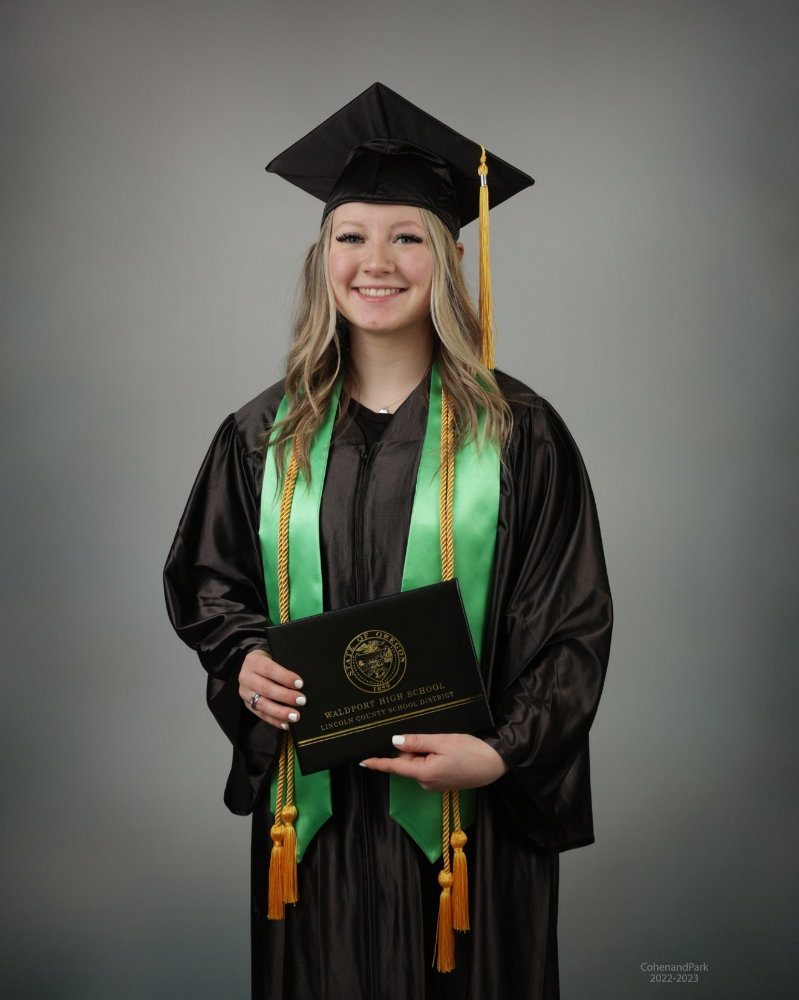 STATE OF OREGON
1859
WALDPORT HIGH SCHOOL
LINCOLN COUNTY SCHOOL DISTRICT
CohenandPark
2022-2023